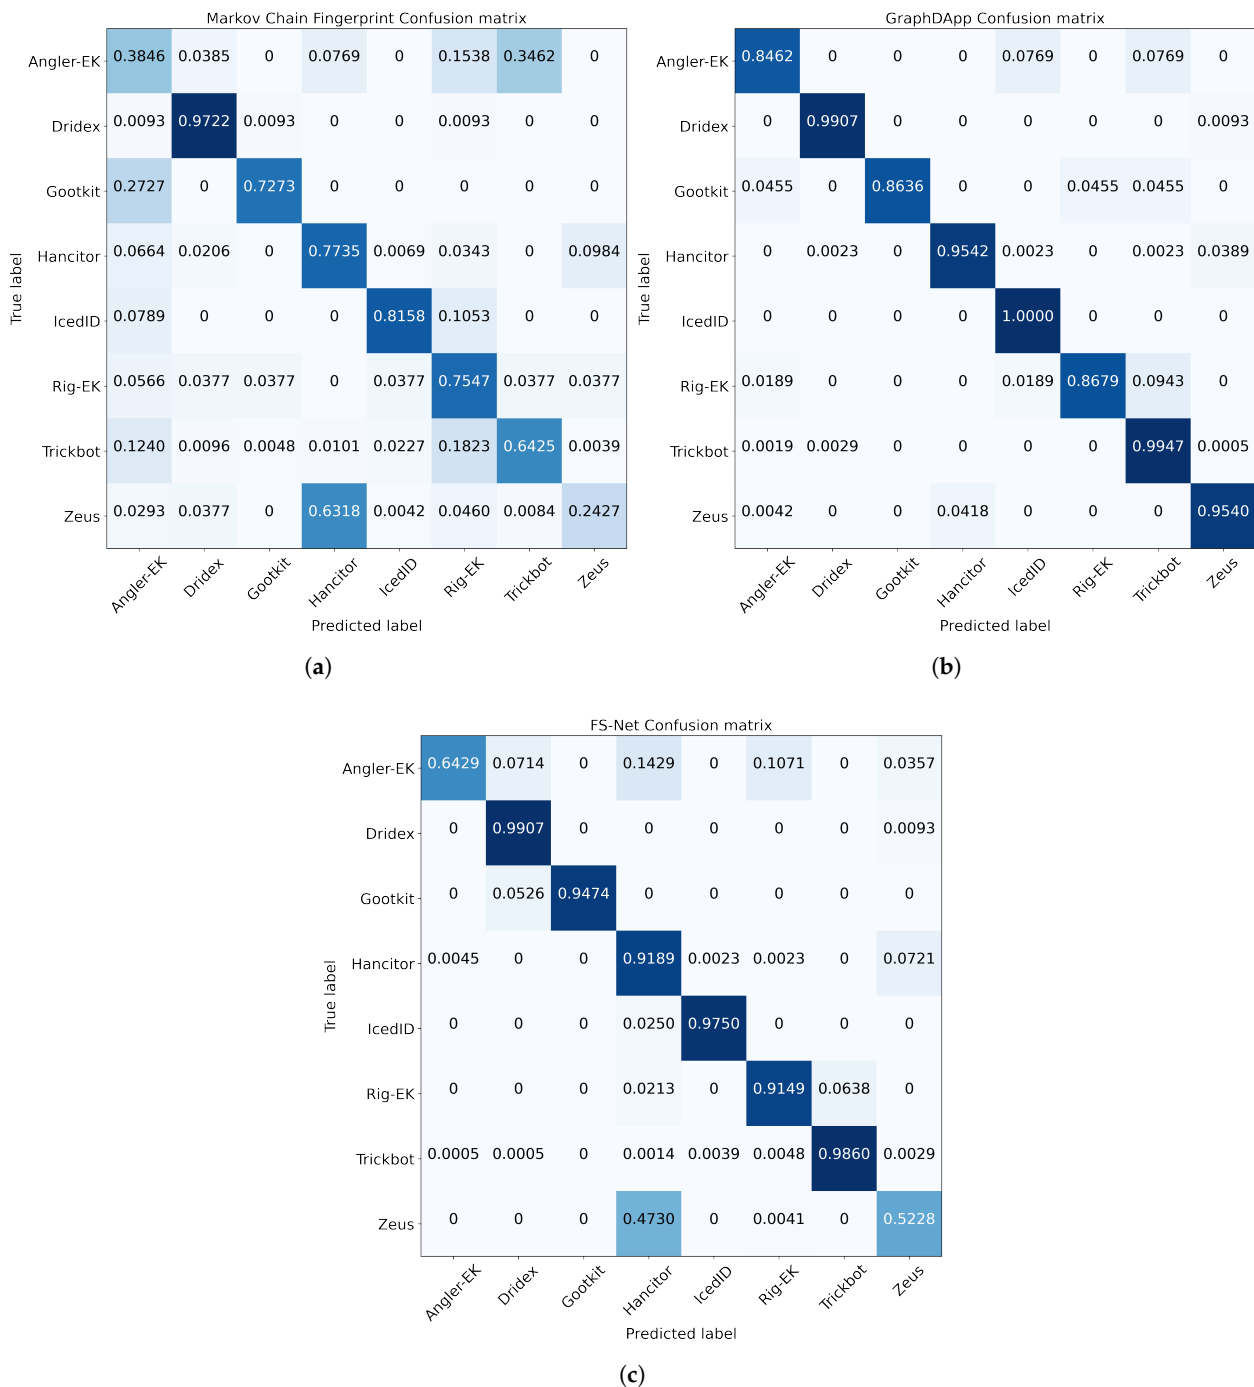 Markov Chain Fingerprint Confusion matrix
Angler-EK 0.3846 0.0385 0 0.0769 0 0.1538 0.3462 0
Dridex 0.0093 0.9722 0.0093 0 0 0.0093 0 0
Gootkit 0.2727 0 0.7273 0 0 0 0 0
Hancitor 0.0664 0.0206 0 0.7735 0.0069 0.0343 0 0.0984
IcedID 0.0789 0 0 0 0.8158 0.1053 0 0
Rig-EK 0.0566 0.0377 0.0377 0 0.0377 0.7547 0.0377 0.0377
Trickbot 0.1240 0.0096 0.0048 0.0101 0.0227 0.1823 0.6425 0.0039
Zeus 0.0293 0.0377 0 0.6318 0.0042 0.0460 0.0084 0.2427
True label
Angler-EK Dridex Gootkit Hancitor IcedID Rig-EK Trickbot Zeus
Predicted label
(a)
GraphDApp Confusion matrix
Angler-EK 0.8462 0 0 0 0.0769 0 0.0769 0
Dridex 0 0.9907 0 0 0 0 0 0.0093
Gootkit 0.0455 0 0.8636 0 0 0.0455 0.0455 0
Hancitor 0 0.0023 0 0.9542 0.0023 0 0.0023 0.0389
IcedID 0 0 0 0 1.0000 0 0 0
Rig-EK 0.0189 0 0 0 0.0189 0.8679 0.0943 0
Trickbot 0.0019 0.0029 0 0 0 0 0.9947 0.0005
Zeus 0.0042 0 0 0.0418 0 0 0 0.9540
True label
Angler-EK Dridex Gootkit Hancitor IcedID Rig-EK Trickbot Zeus
Predicted label
(b)
FS-Net Confusion matrix
Angler-EK 0.6429 0.0714 0 0.1429 0 0.1071 0 0.0357
Dridex 0 0.9907 0 0 0 0 0 0.0093
Gootkit 0 0.0526 0.9474 0 0 0 0 0
Hancitor 0.0045 0 0 0.9189 0.0023 0.0023 0 0.0721
IcedID 0 0 0 0.0250 0.9750 0 0 0
Rig-EK 0 0 0 0.0213 0 0.9149 0.0638 0
Trickbot 0.0005 0.0005 0 0.0014 0.0039 0.0048 0.9860 0.0029
Zeus 0 0 0 0.4730 0 0.0041 0 0.5228
True label
Angler-EK Dridex Gootkit Hancitor IcedID Rig-EK Trickbot Zeus
Predicted label
(c)